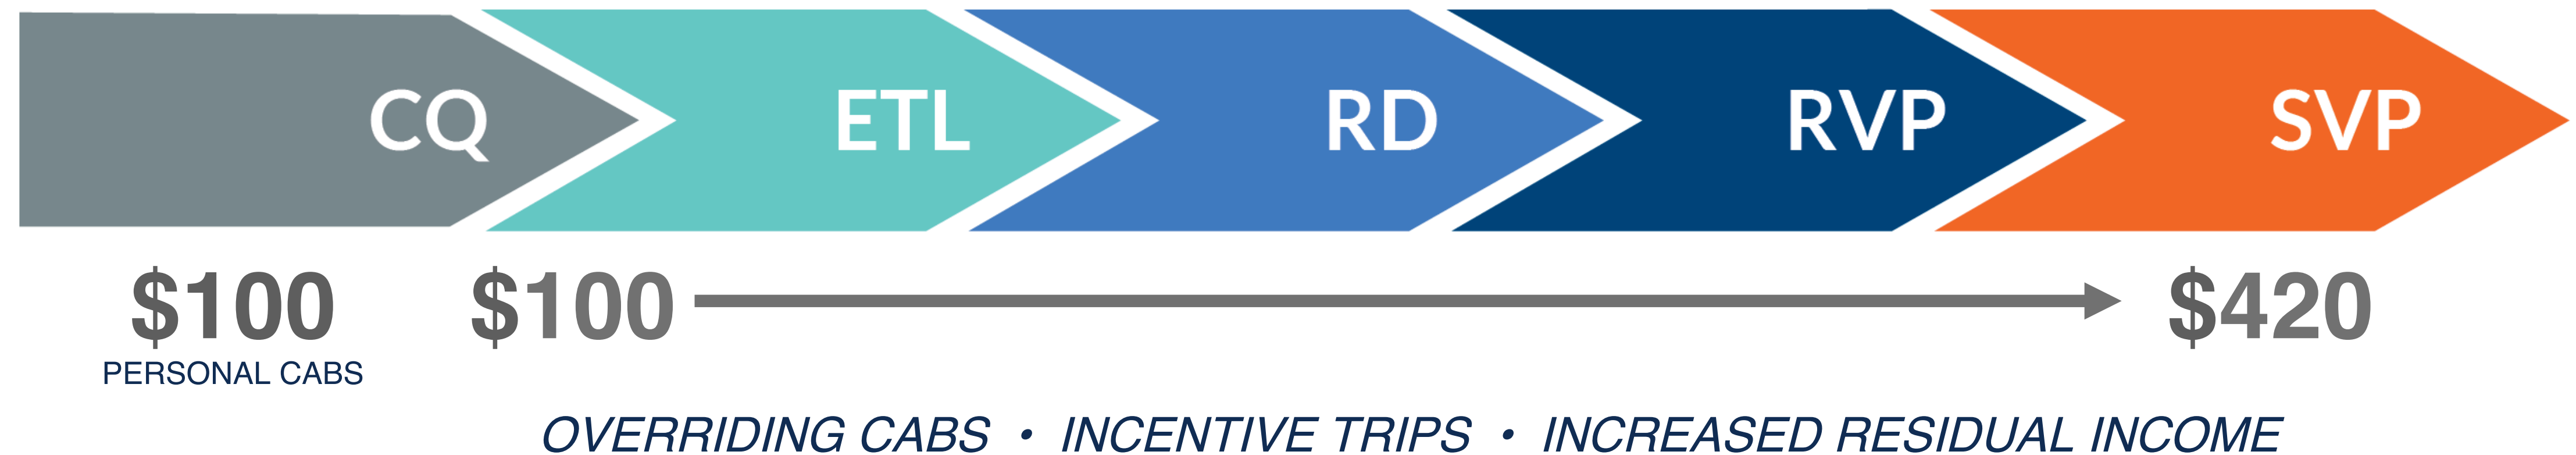 CQ ETL RD RVP SVP
$100 $100 $420
PERSONAL CABS
OVERRIDING CABS • INCENTIVE TRIPS • INCREASED RESIDUAL INCOME